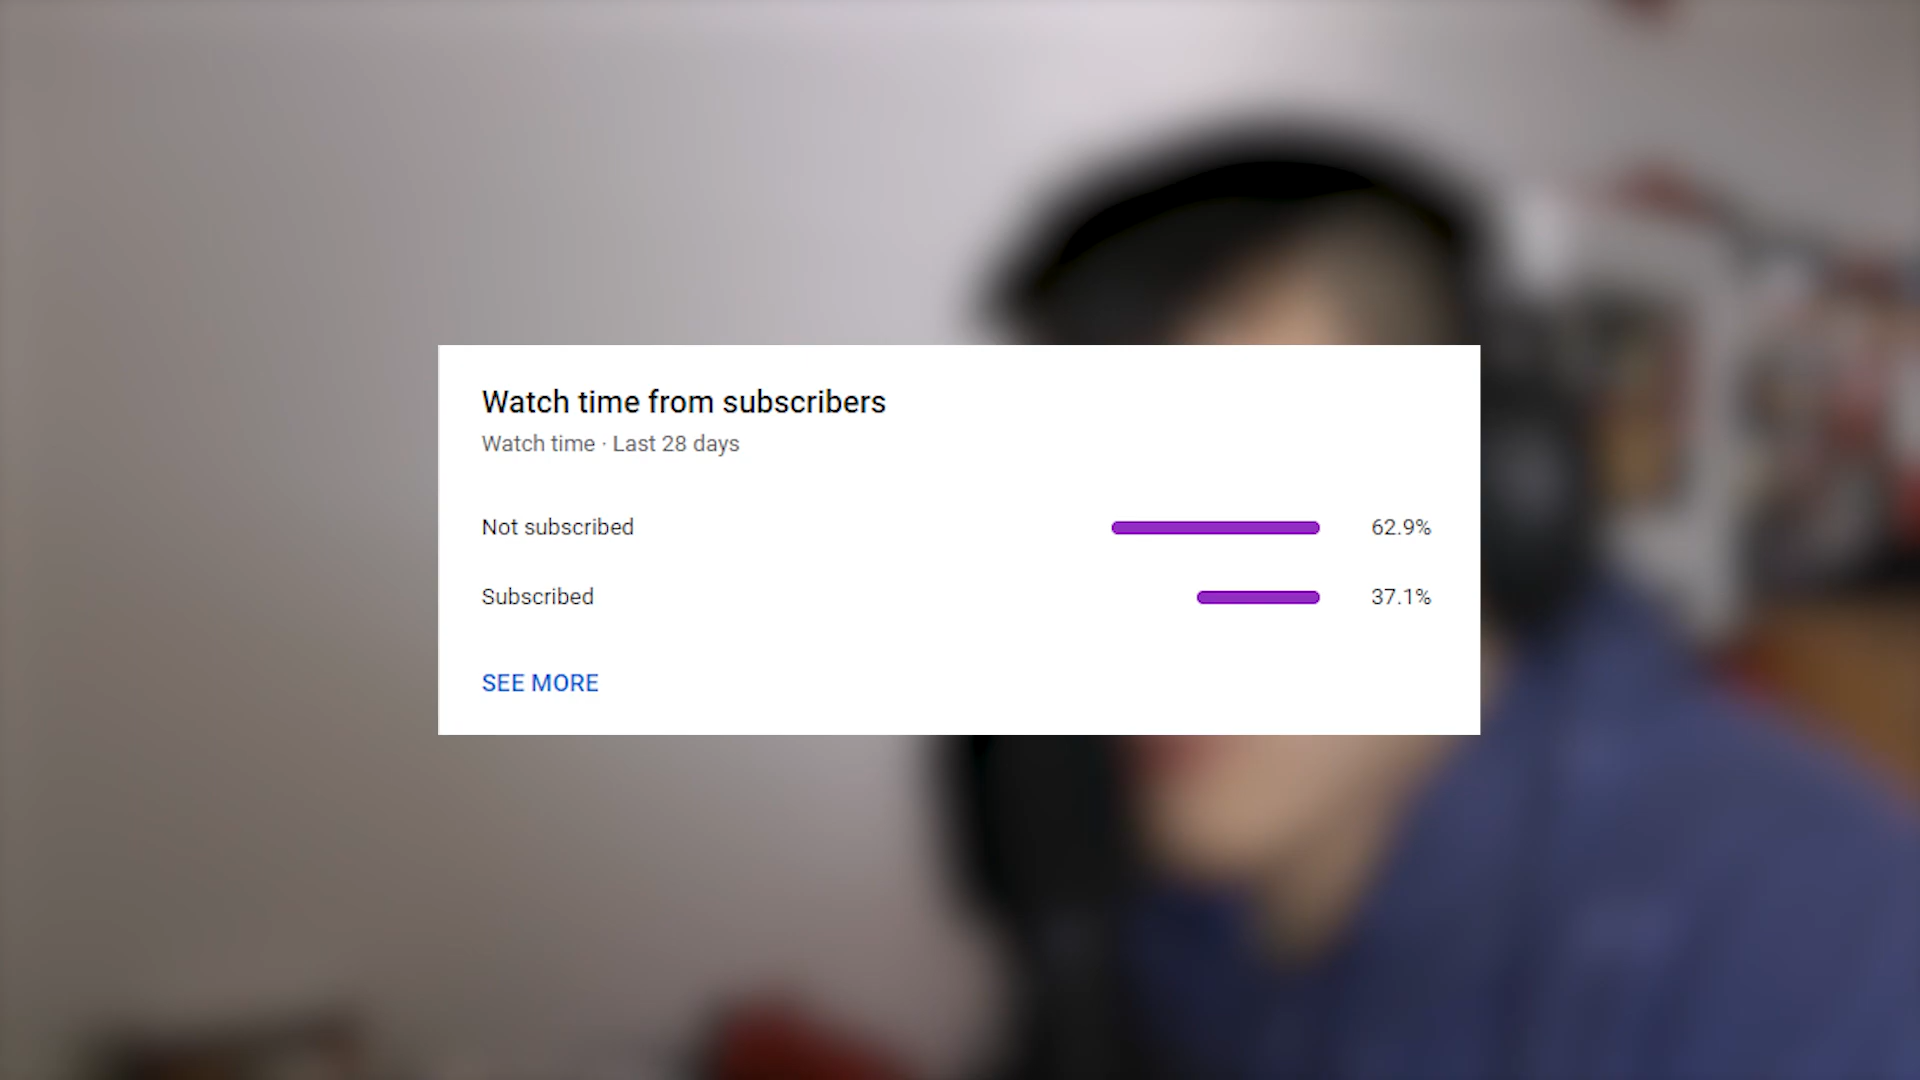 Watch time from subscribers
Watch time · Last 28 days
Not subscribed 62.9%
Subscribed 37.1%
SEE MORE